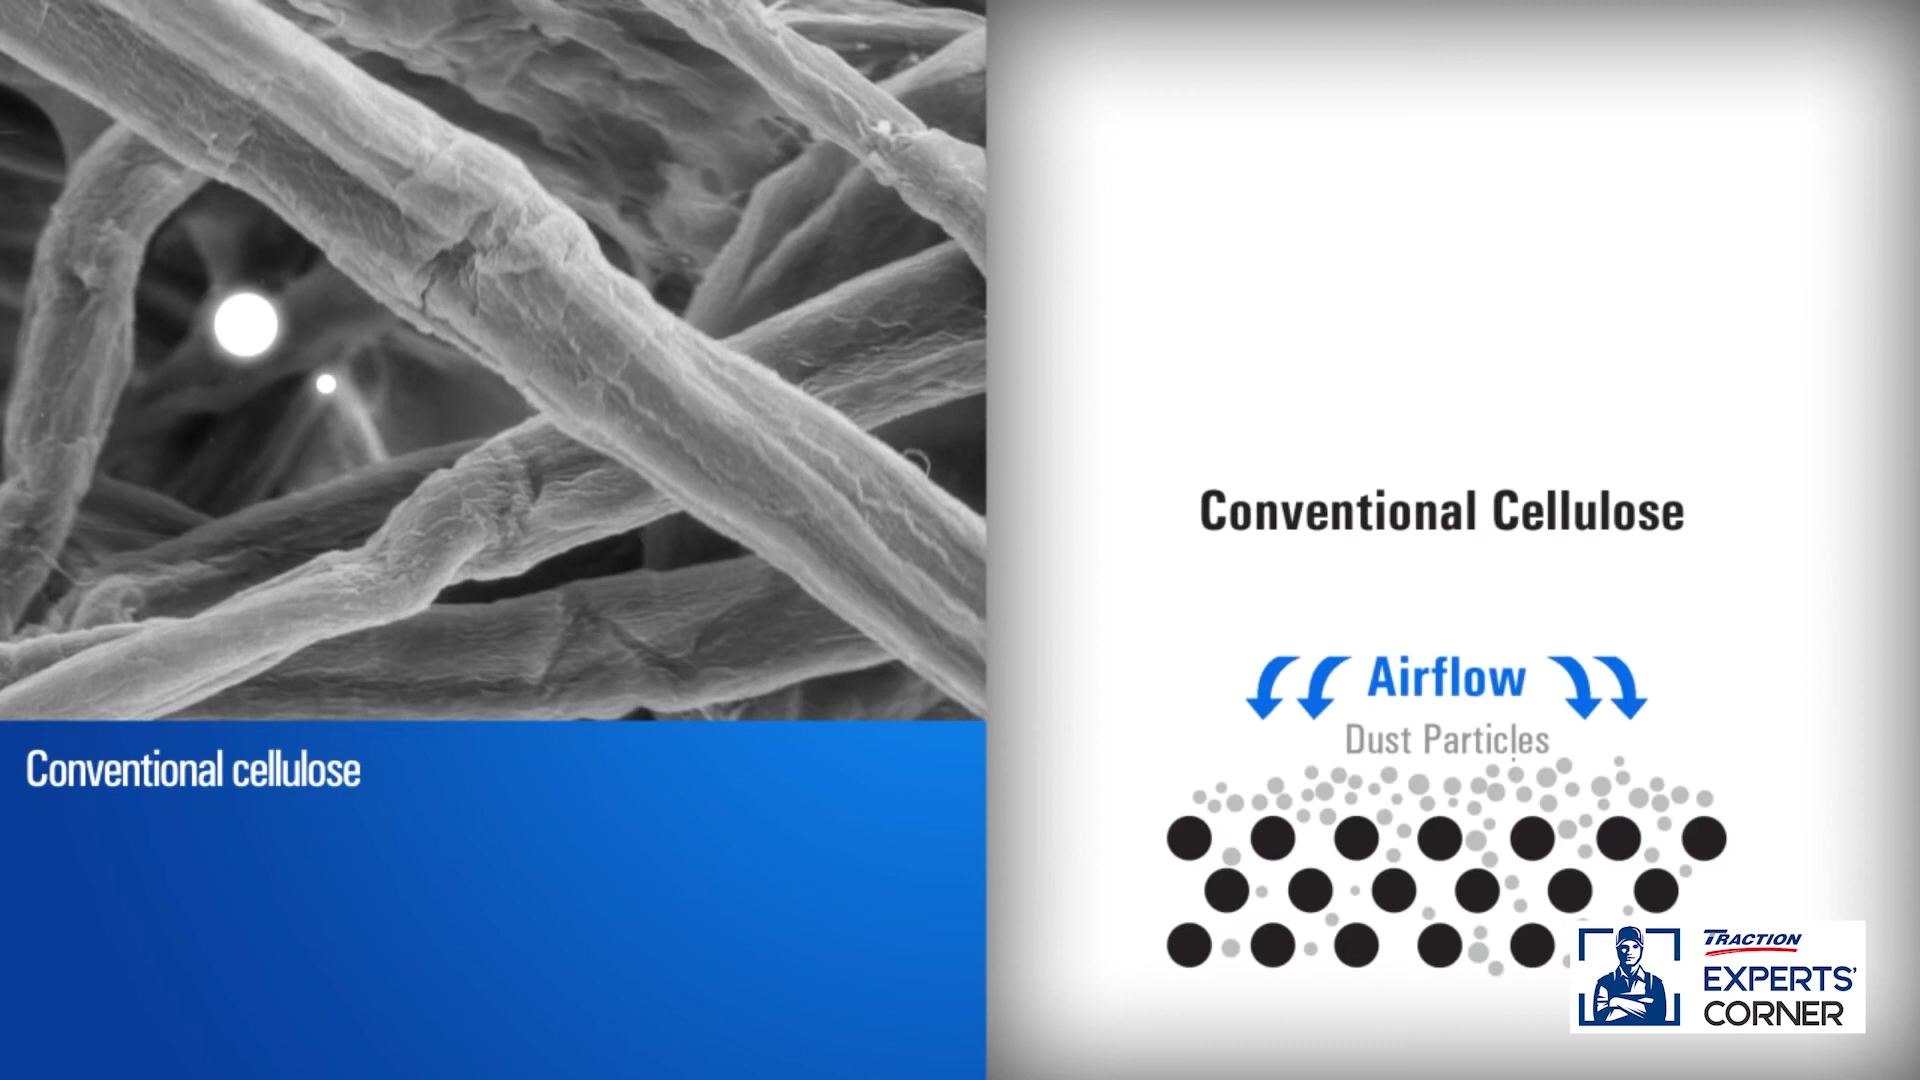 Conventional cellulose
Conventional Cellulose
Airflow
Dust Particles
TRACTION
EXPERTS'
CORNER